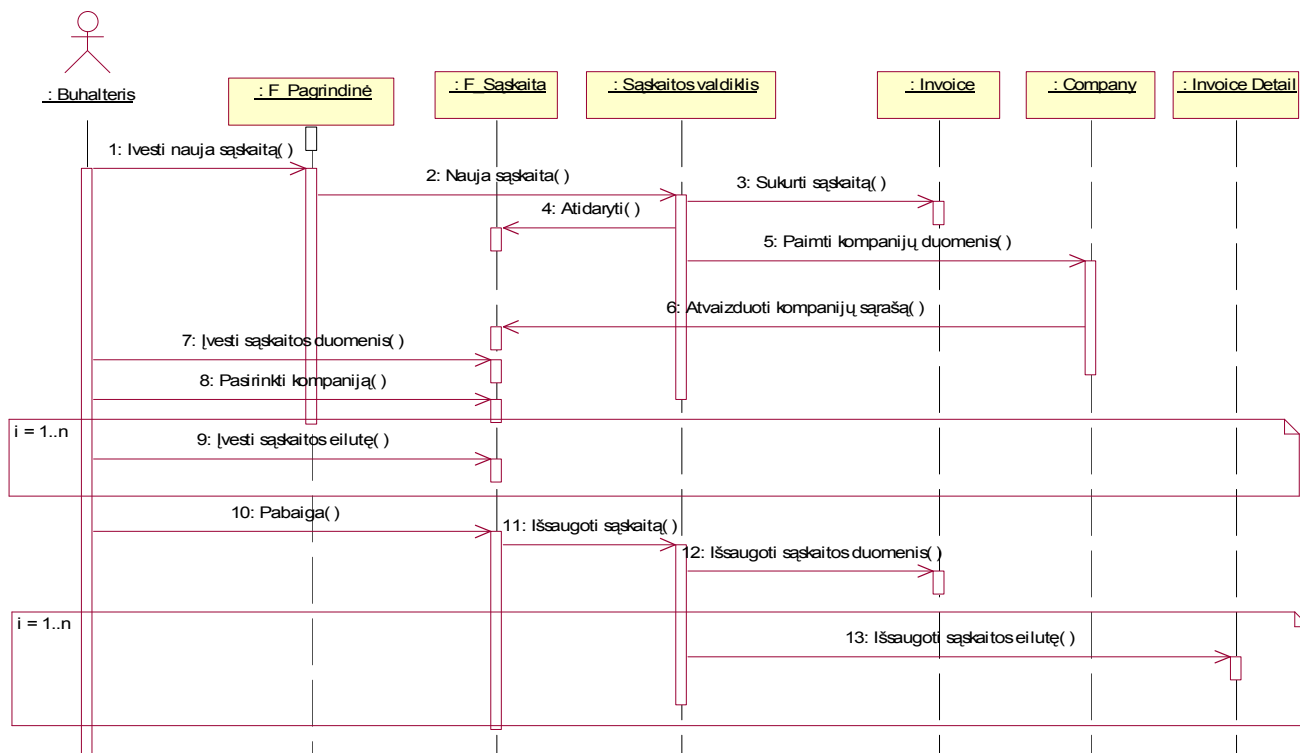 : Buhalteris
: F_Pagrindinė
: F_Sąskaita
: Sąskaitos valdiklis
: Invoice
: Company
: Invoice Detail
1: Ivesti nauja sąskaitą( )
2: Nauja sąskaita( )
3: Sukurti sąskaitą( )
4: Atidaryti( )
5: Paimti kompanijų duomenis( )
6: Atvaizduoti kompanijų sąrašą( )
7: Įvesti sąskaitos duomenis( )
8: Pasirinkti kompaniją( )
i = 1..n
9: Įvesti sąskaitos eilutę( )
10: Pabaiga( )
11: Išsaugoti sąskaitą( )
12: Išsaugoti sąskaitos duomenis( )
i = 1..n
13: Išsaugoti sąskaitos eilutę( )